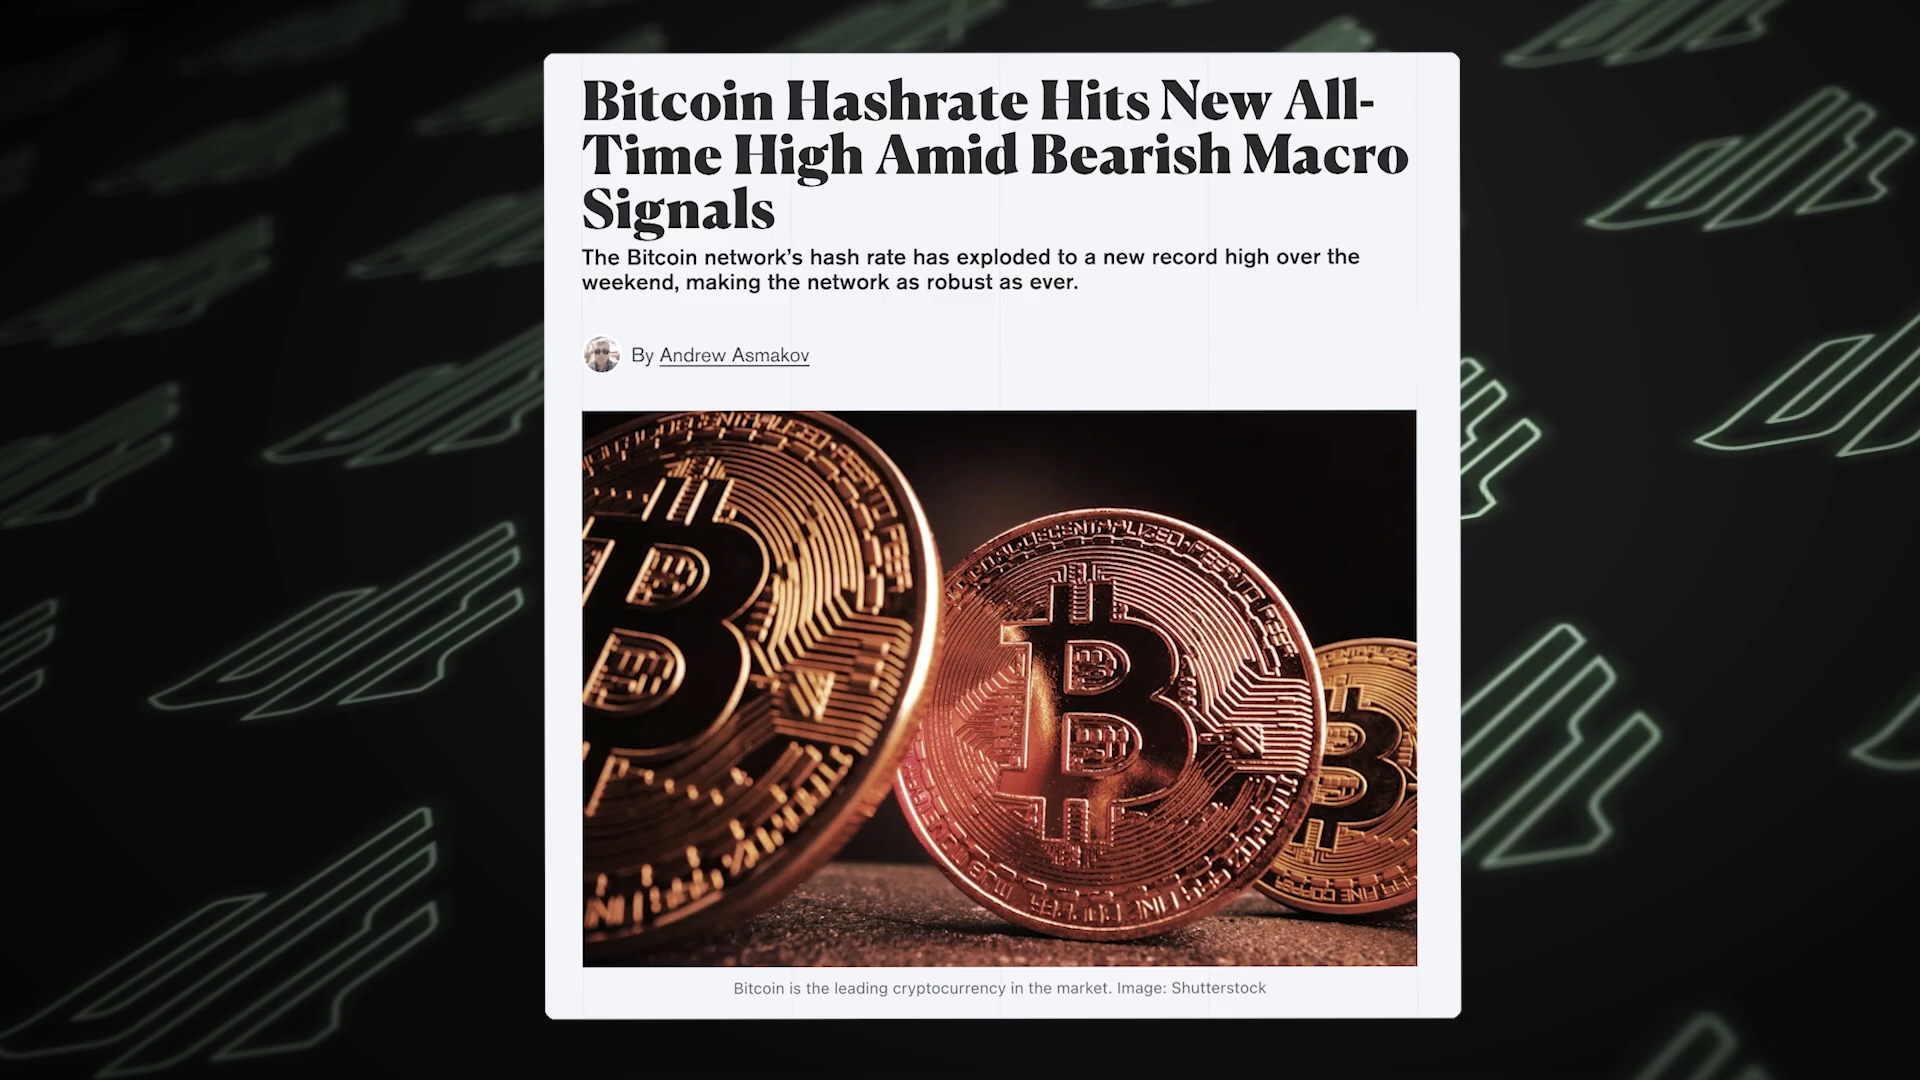 Bitcoin Hashrate Hits New All-
Time High Amid Bearish Macro
Signals
The Bitcoin network’s hash rate has exploded to a new record high over the
weekend, making the network as robust as ever.
By Andrew Asmakov
Bitcoin is the leading cryptocurrency in the market. Image: Shutterstock